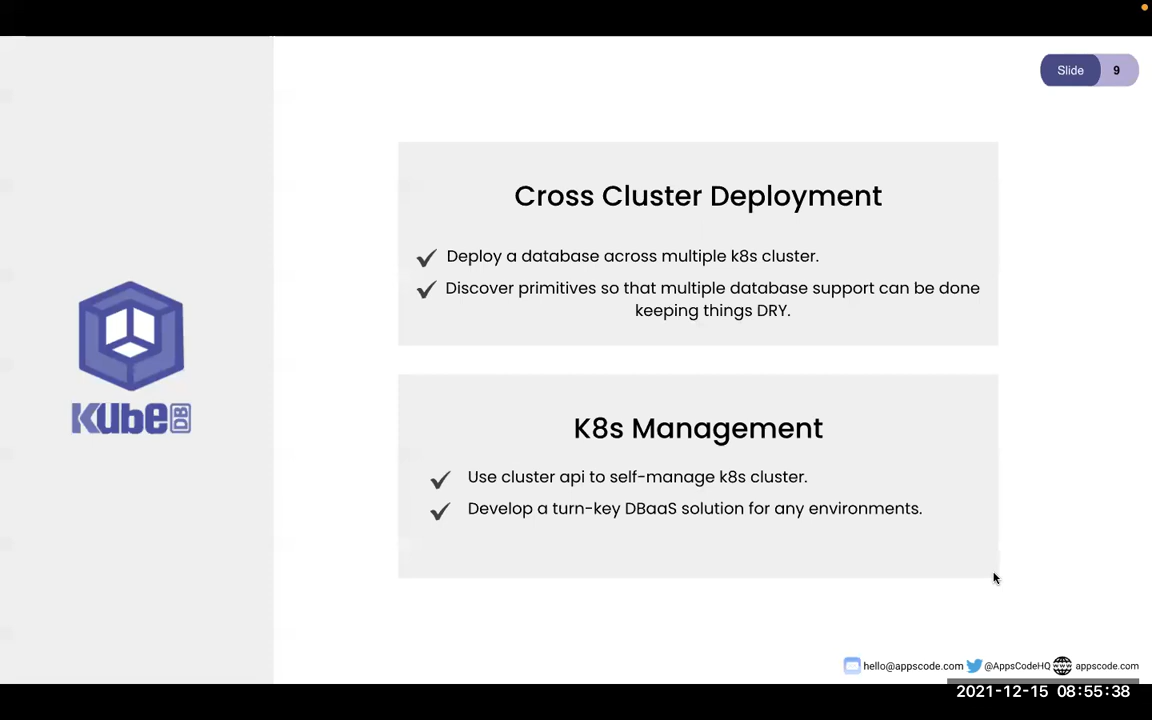 Slide 9
Cross Cluster Deployment
Deploy a database across multiple k8s cluster.
Discover primitives so that multiple database support can be done
keeping things DRY.
KubeDB
K8s Management
Use cluster api to self-manage k8s cluster.
Develop a turn-key DBaaS solution for any environments.
hello@appscode.com @AppsCodeHQ WWW appscode.com
2021-12-15 08:55:38